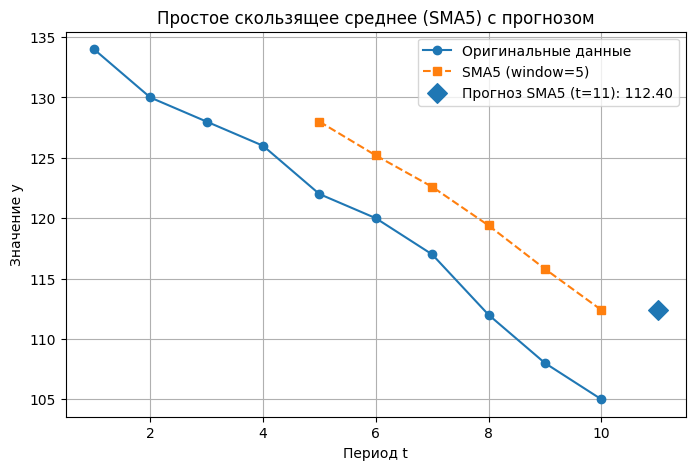 Простое скользящее среднее (SMA5) с прогнозом
Оригинальные данные
SMA5 (window=5)
Прогноз SMA5 (t=11): 112.40
Значение y
135
130
125
120
115
110
105
2 4 6 8 10
Период t